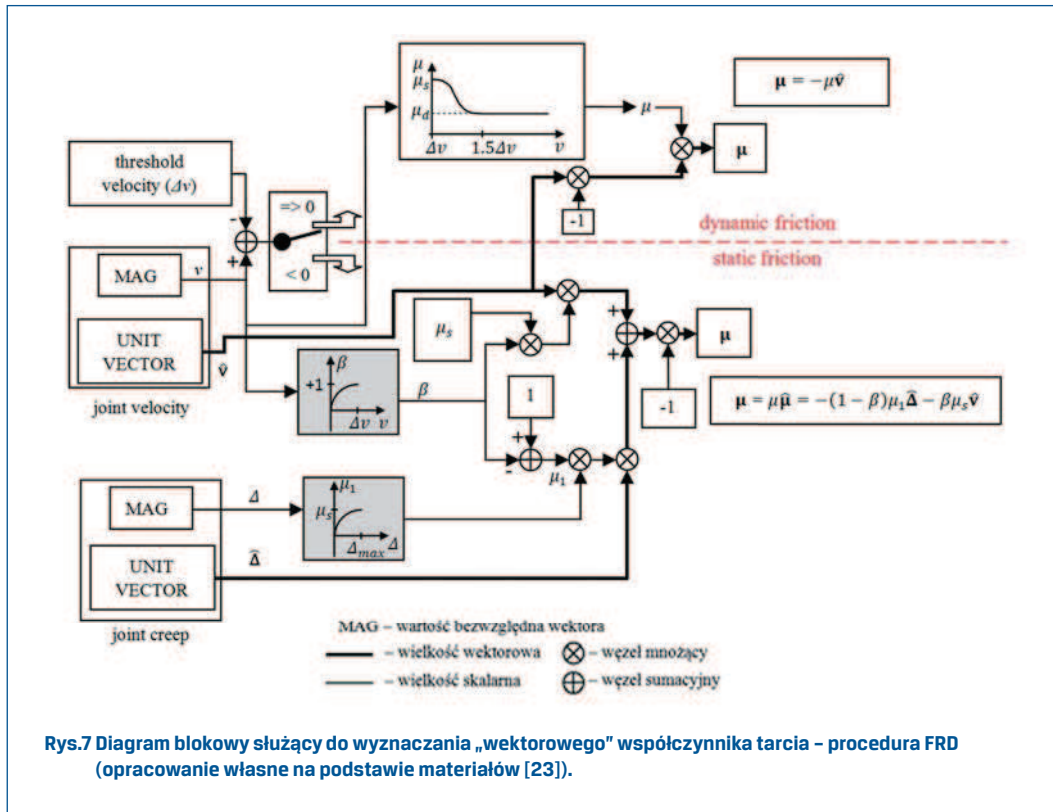 μ
μₛ
μ_d
Δv 1.5Δv v
μ
𝛍 = −μv̂
𝛍
threshold
velocity (Δv)
-
+
=> 0
< 0
-1
dynamic friction
static friction
MAG
v
UNIT
VECTOR
v̂
joint velocity
μₛ
β
+1
Δv v
β
1
+
-
μ₁
+
+
𝛍
-1
𝛍 = μ𝛍̂ = −(1 − β)μ₁𝚫̂ − βμₛv̂
MAG
Δ
μ₁
μₛ
Δmax Δ
UNIT
VECTOR
𝚫̂
joint creep
MAG – wartość bezwzględna wektora
– wielkość wektorowa – węzeł mnożący
– wielkość skalarna – węzeł sumacyjny
Rys.7 Diagram blokowy służący do wyznaczania „wektorowego” współczynnika tarcia – procedura FRD
(opracowanie własne na podstawie materiałów [23]).